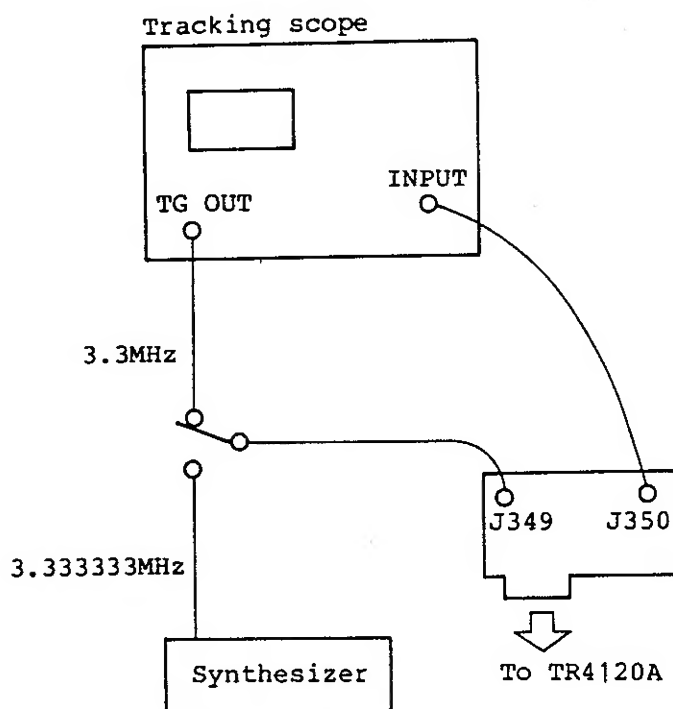 Tracking scope
TG OUT
INPUT
3.3MHz
J349
J350
3.333333MHz
Synthesizer
To TR4120A